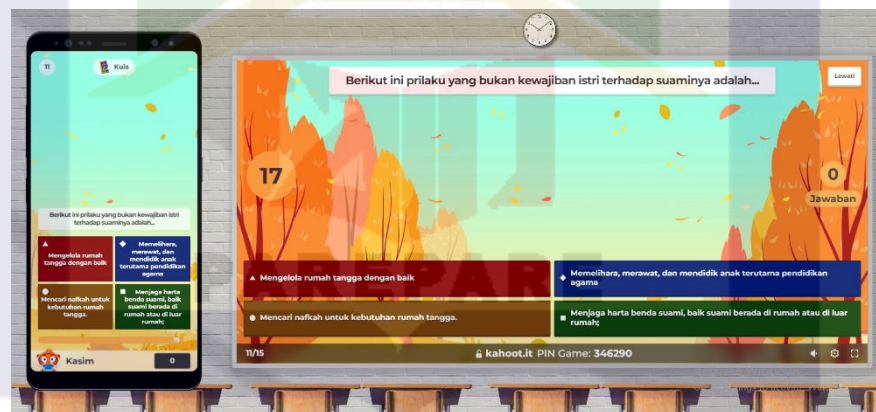 11
Kuis
Berikut ini prilaku yang bukan kewajiban istri
terhadap suaminya adalah...
Mengelola rumah
tangga dengan baik
Memelihara,
merawat, dan
mendidik anak
terutama pendidikan
agama
Mencari nafkah untuk
kebutuhan rumah
tangga.
Menjaga harta
benda suami, baik
suami berada di
rumah atau di luar
rumah;
Kasim
0
Berikut ini prilaku yang bukan kewajiban istri terhadap suaminya adalah...
Lewati
17
0
Jawaban
Mengelola rumah tangga dengan baik
Memelihara, merawat, dan mendidik anak terutama pendidikan
agama
Mencari nafkah untuk kebutuhan rumah tangga.
Menjaga harta benda suami, baik suami berada di rumah atau di luar
rumah;
11/15
kahoot.it PIN Game: 346290
PAREPARE